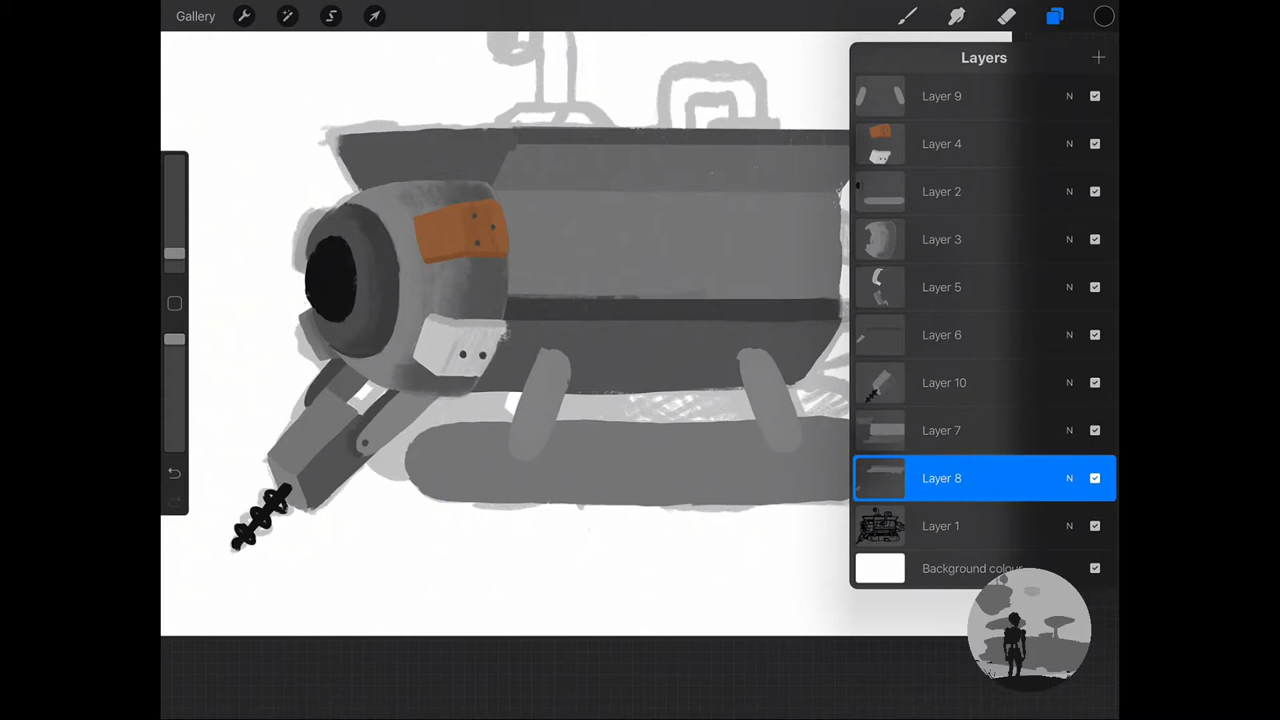 Gallery
Layers
Layer 9 N
Layer 4 N
Layer 2 N
Layer 3 N
Layer 5 N
Layer 6 N
Layer 10 N
Layer 7 N
Layer 8 N
Layer 1 N
Background colour